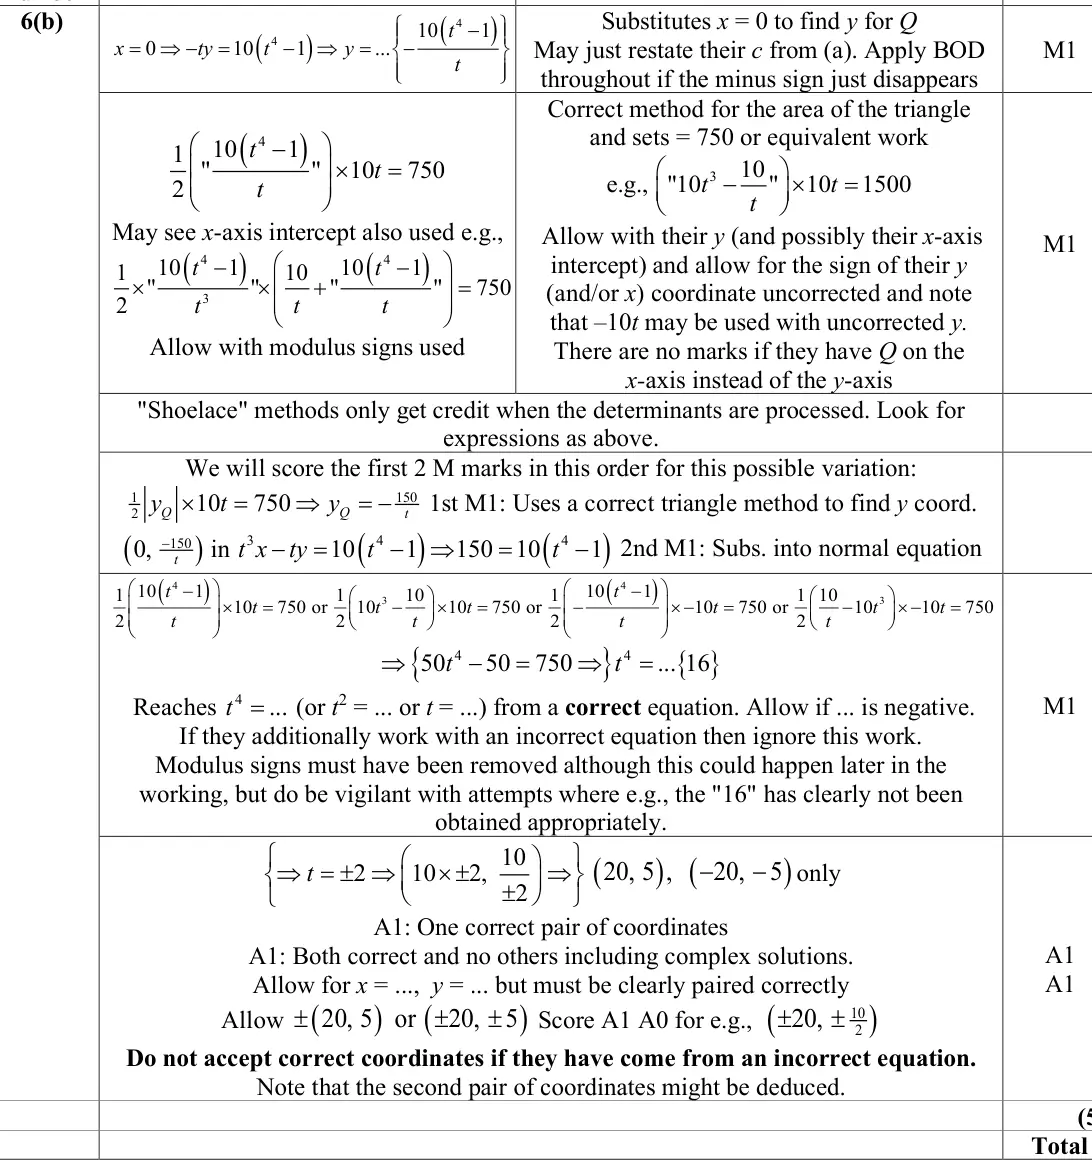 6(b)
x = 0 ⇒ −ty = 10(t⁴ − 1) ⇒ y = ... {−10(t⁴ − 1)/t}
Substitutes x = 0 to find y for Q
May just restate their c from (a). Apply BOD
throughout if the minus sign just disappears
M1
1/2("10(t⁴ − 1)/t") × 10t = 750
May see x-axis intercept also used e.g.,
1/2 × "10(t⁴ − 1)/t³" × (10/t + "10(t⁴ − 1)/t") = 750
Allow with modulus signs used
Correct method for the area of the triangle
and sets = 750 or equivalent work
e.g., ("10t³ − 10/t") × 10t = 1500
Allow with their y (and possibly their x-axis
intercept) and allow for the sign of their y
(and/or x) coordinate uncorrected and note
that –10t may be used with uncorrected y.
There are no marks if they have Q on the
x-axis instead of the y-axis
M1
"Shoelace" methods only get credit when the determinants are processed. Look for
expressions as above.
We will score the first 2 M marks in this order for this possible variation:
1/2|y_Q| × 10t = 750 ⇒ y_Q = −150/t 1st M1: Uses a correct triangle method to find y coord.
(0, −150/t) in t³x − ty = 10(t⁴ − 1) ⇒ 150 = 10(t⁴ − 1) 2nd M1: Subs. into normal equation
1/2(10(t⁴ − 1)/t) × 10t = 750 or 1/2(10t³ − 10/t) × 10t = 750 or 1/2(−10(t⁴ − 1)/t) × −10t = 750 or 1/2(10/t − 10t³) × −10t = 750
⇒ {50t⁴ − 50 = 750 ⇒} t⁴ = ...{16}
Reaches t⁴ = ... (or t² = ... or t = ...) from a correct equation. Allow if ... is negative.
If they additionally work with an incorrect equation then ignore this work.
Modulus signs must have been removed although this could happen later in the
working, but do be vigilant with attempts where e.g., the "16" has clearly not been
obtained appropriately.
M1
{⇒ t = ±2 ⇒ (10 × ±2, 10/±2) ⇒} (20, 5), (−20, −5) only
A1: One correct pair of coordinates
A1: Both correct and no others including complex solutions.
Allow for x = ..., y = ... but must be clearly paired correctly
Allow ±(20, 5) or (±20, ±5) Score A1 A0 for e.g., (±20, ±10/2)
Do not accept correct coordinates if they have come from an incorrect equation.
Note that the second pair of coordinates might be deduced.
A1
A1
(5
Total